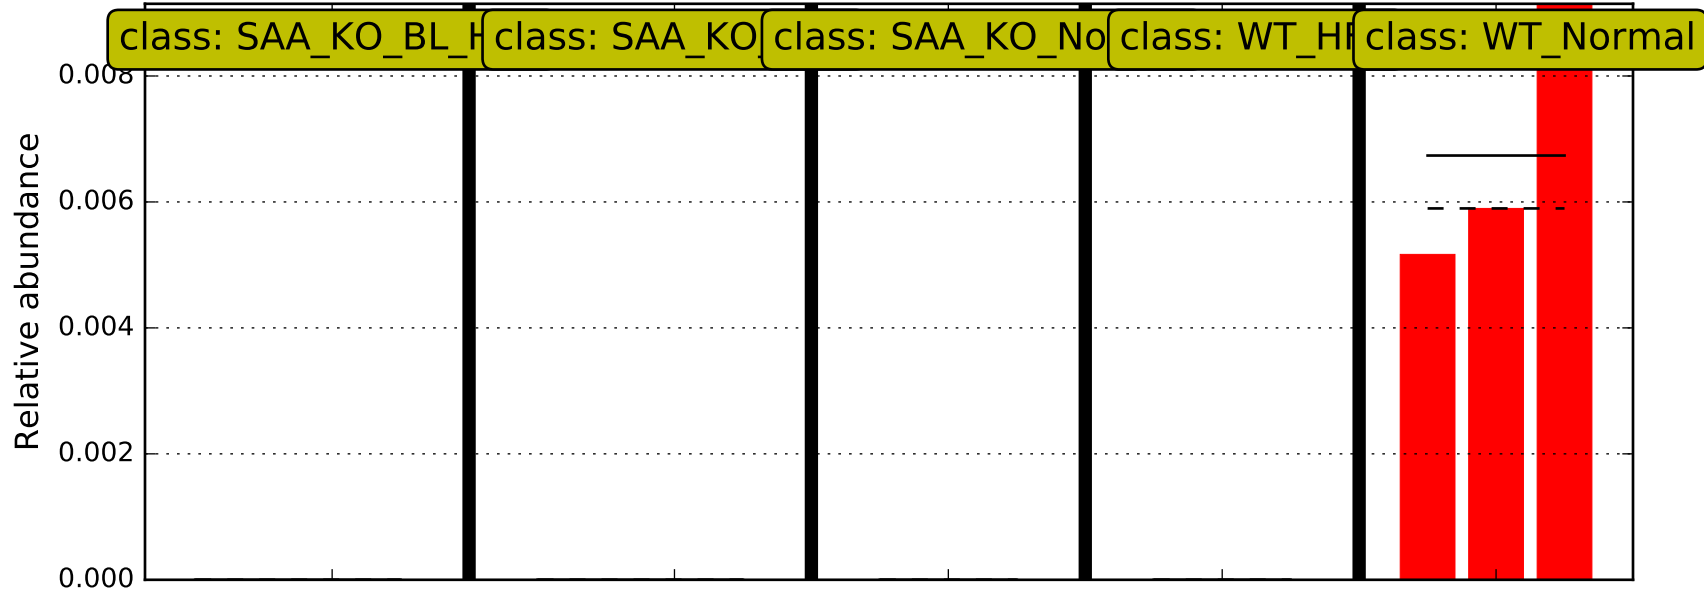 class: SAA_KO_BL_H
class: SAA_KO_
class: SAA_KO_No
class: WT_HF
class: WT_Normal
Relative abundance
0.008
0.006
0.004
0.002
0.000